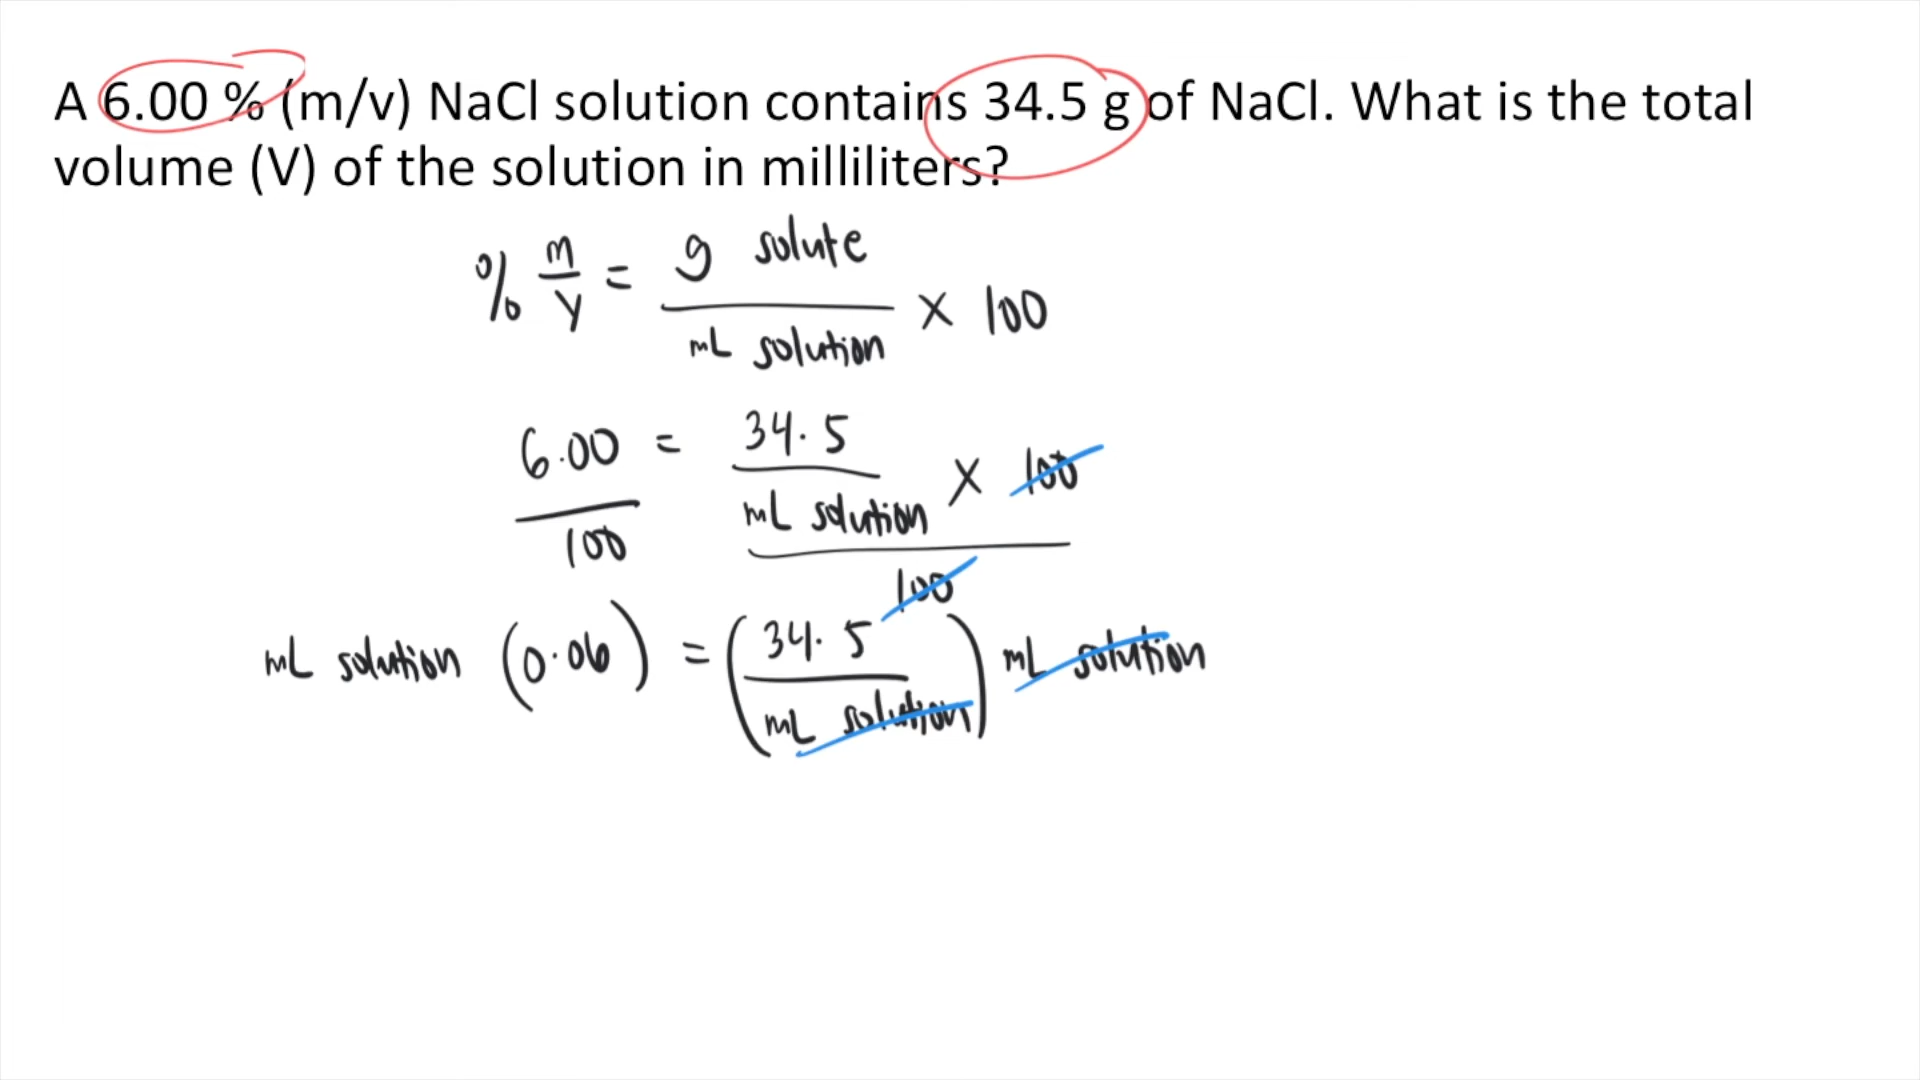 A 6.00 % (m/v) NaCl solution contains 34.5 g of NaCl. What is the total
volume (V) of the solution in milliliters?
% m/v = g solute / mL solution × 100
6.00 / 100 = 34.5 / mL solution × 100 / 100
mL solution (0.06) = (34.5 / mL solution) mL solution